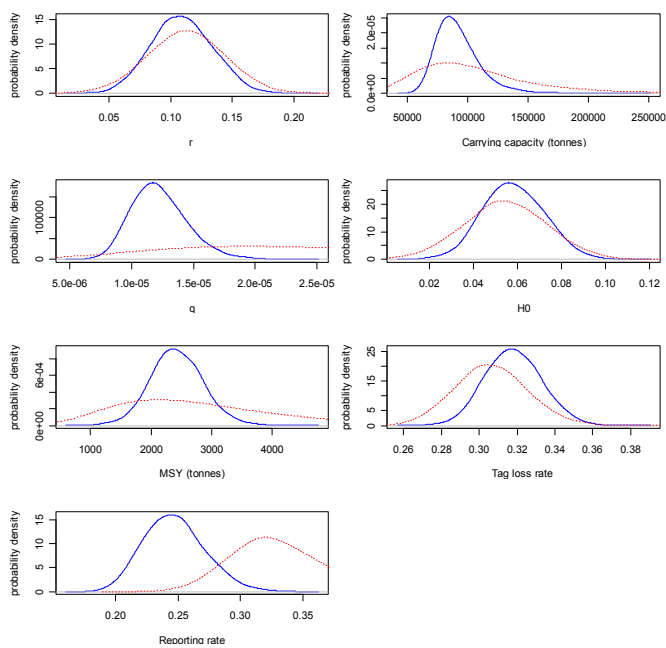 probability density
0 5 10 15
0.05 0.10 0.15 0.20
r
probability density
0.0e+00 2.0e-05
50000 100000 150000 200000 250000
Carrying capacity (tonnes)
probability density
0 100000
5.0e-06 1.0e-05 1.5e-05 2.0e-05 2.5e-05
q
probability density
0 10 20
0.02 0.04 0.06 0.08 0.10 0.12
H0
probability density
0e+00 6e-04
1000 2000 3000 4000
MSY (tonnes)
probability density
0 5 15 25
0.26 0.28 0.30 0.32 0.34 0.36 0.38
Tag loss rate
probability density
0 5 10 15
0.20 0.25 0.30 0.35
Reporting rate